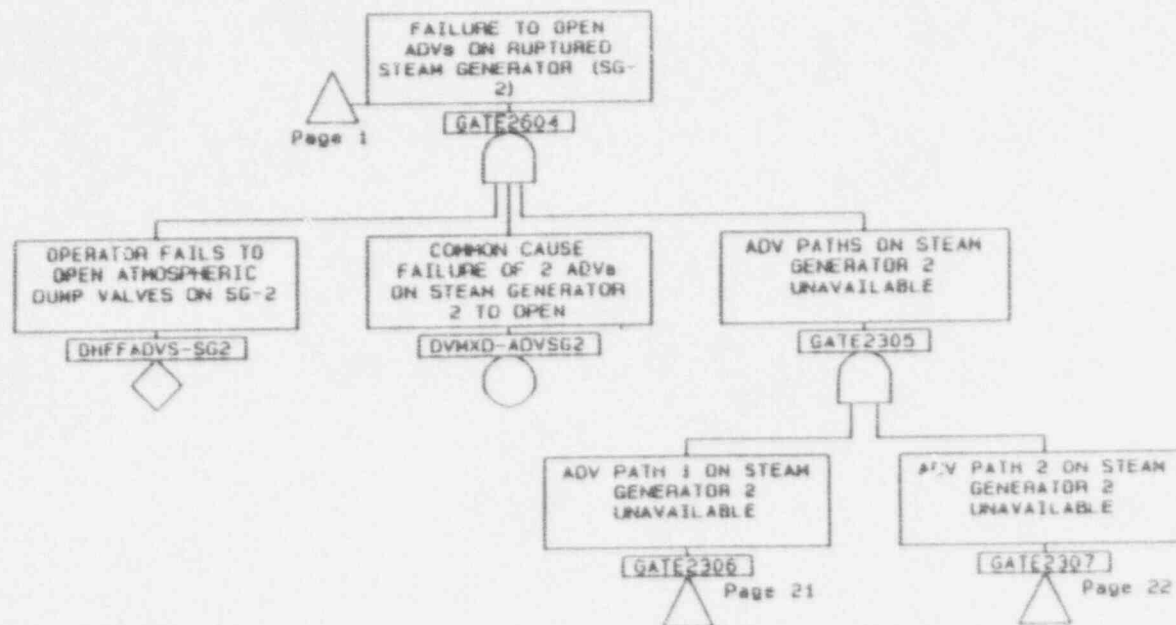 FAILURE TO OPEN
ADVs ON RUPTURED
STEAM GENERATOR (SG-
2)
Page 1
GATE2604
OPERATOR FAILS TO
OPEN ATMOSPHERIC
DUMP VALVES ON SG-2
OHFFADVS-SG2
COMMON CAUSE
FAILURE OF 2 ADVs
ON STEAM GENERATOR
2 TO OPEN
DVMXD-ADVSG2
ADV PATHS ON STEAM
GENERATOR 2
UNAVAILABLE
GATE2305
ADV PATH 1 ON STEAM
GENERATOR 2
UNAVAILABLE
GATE2306
Page 21
ADV PATH 2 ON STEAM
GENERATOR 2
UNAVAILABLE
GATE2307
Page 22